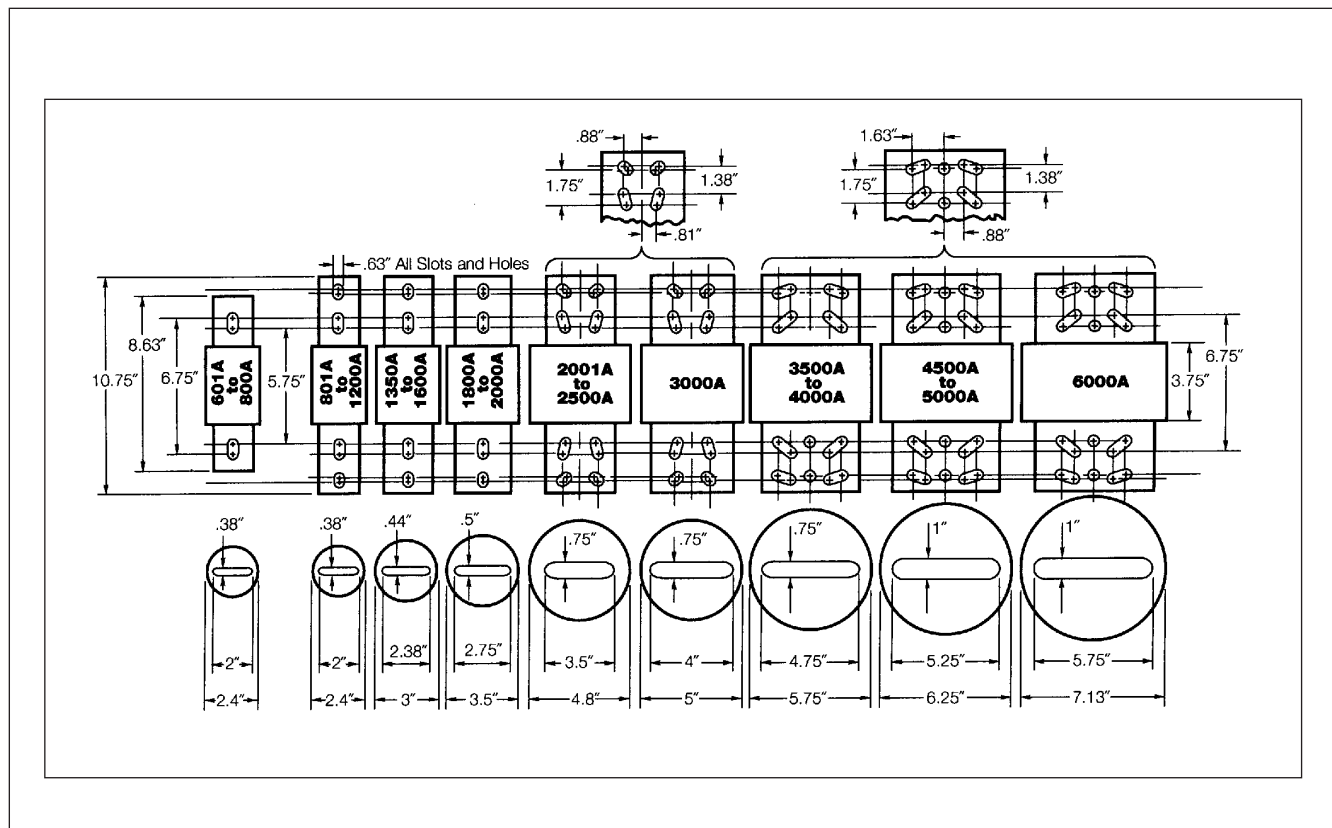 .88″
1.63″
1.75″
1.38″
1.75″
1.38″
.81″
.88″
.63″ All Slots and Holes
10.75″
8.63″
6.75″
5.75″
601A
to
800A
801A
to
1200A
1350A
to
1600A
1800A
to
2000A
2001A
to
2500A
3000A
3500A
to
4000A
4500A
to
5000A
6000A
3.75″
6.75″
.38″
.38″
.44″
.5″
.75″
.75″
.75″
1″
1″
2″
2″
2.38″
2.75″
3.5″
4″
4.75″
5.25″
5.75″
2.4″
2.4″
3″
3.5″
4.8″
5″
5.75″
6.25″
7.13″